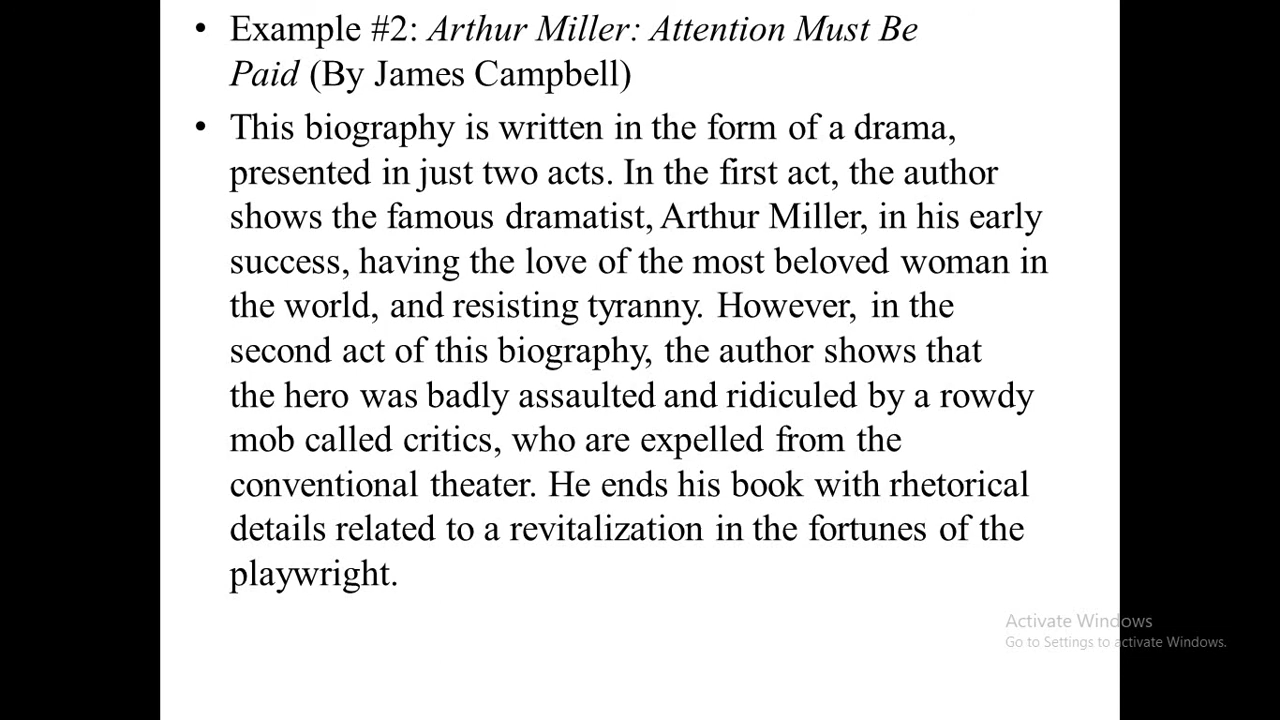 • Example #2: Arthur Miller: Attention Must Be
Paid (By James Campbell)
• This biography is written in the form of a drama,
presented in just two acts. In the first act, the author
shows the famous dramatist, Arthur Miller, in his early
success, having the love of the most beloved woman in
the world, and resisting tyranny. However, in the
second act of this biography, the author shows that
the hero was badly assaulted and ridiculed by a rowdy
mob called critics, who are expelled from the
conventional theater. He ends his book with rhetorical
details related to a revitalization in the fortunes of the
playwright.
Activate Windows
Go to Settings to activate Windows.